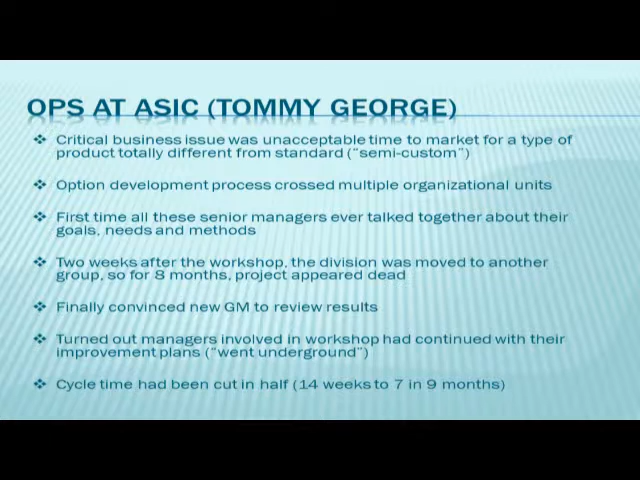 OPS AT ASIC (TOMMY GEORGE)
Critical business issue was unacceptable time to market for a type of
product totally different from standard ("semi-custom")
Option development process crossed multiple organizational units
First time all these senior managers ever talked together about their
goals, needs and methods
Two weeks after the workshop, the division was moved to another
group, so for 8 months, project appeared dead
Finally convinced new GM to review results
Turned out managers involved in workshop had continued with their
improvement plans ("went underground")
Cycle time had been cut in half (14 weeks to 7 in 9 months)